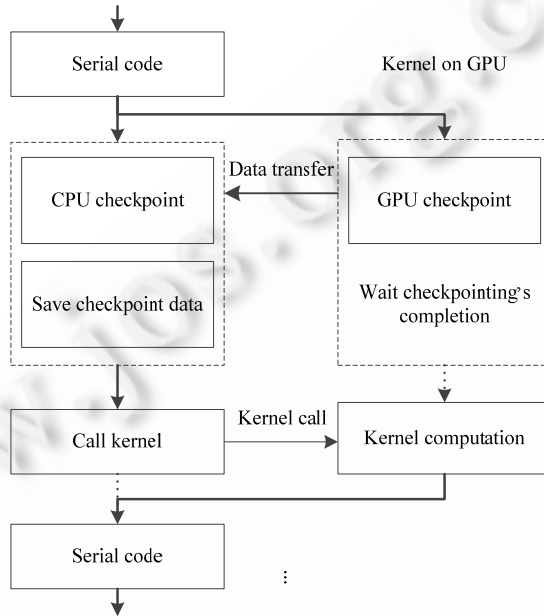 Serial code
Kernel on GPU
Data transfer
CPU checkpoint
GPU checkpoint
Save checkpoint data
Wait checkpointing's
completion
Kernel call
Call kernel
Kernel computation
Serial code
⋮